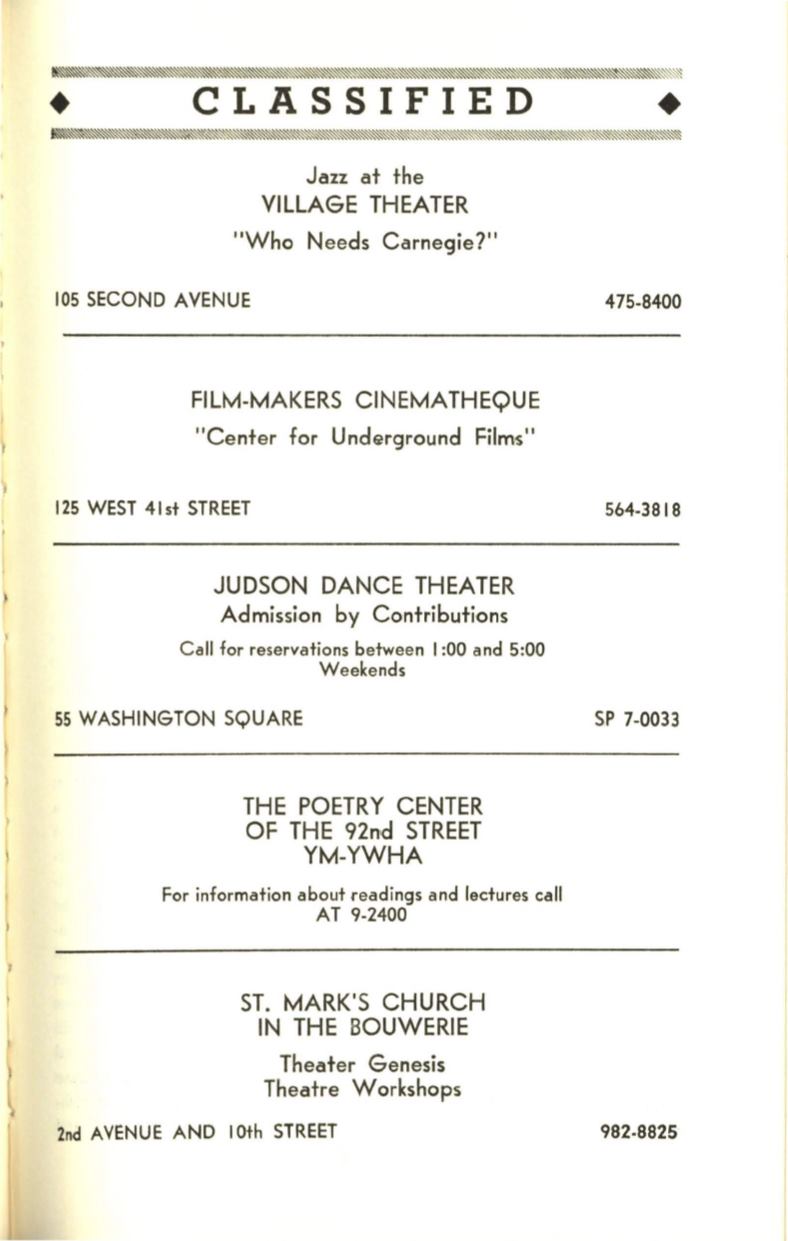 CLASSIFIED
Jazz at the
VILLAGE THEATER
"Who Needs Carnegie?"
105 SECOND AVENUE 475-8400
FILM-MAKERS CINEMATHEQUE
"Center for Underground Films"
125 WEST 41st STREET 564-3818
JUDSON DANCE THEATER
Admission by Contributions
Call for reservations between 1:00 and 5:00
Weekends
55 WASHINGTON SQUARE SP 7-0033
THE POETRY CENTER
OF THE 92nd STREET
YM-YWHA
For information about readings and lectures call
AT 9-2400
ST. MARK'S CHURCH
IN THE BOUWERIE
Theater Genesis
Theatre Workshops
2nd AVENUE AND 10th STREET 982-8825